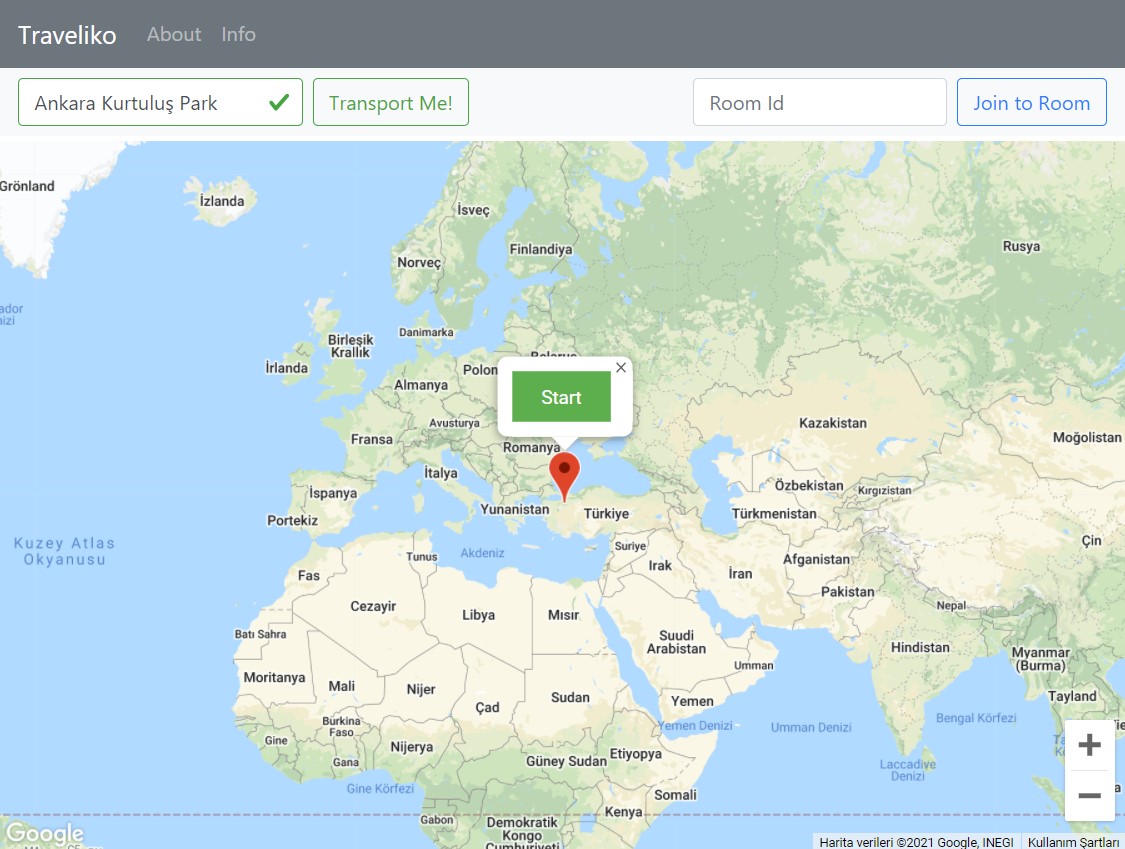 Traveliko
About
Info
Ankara Kurtuluş Park
Transport Me!
Room Id
Join to Room
Grönland
İzlanda
İsveç
Finlandiya
Norveç
Rusya
Danimarka
Birleşik
Krallık
İrlanda
Polon
Belarus
Almanya
Start
Avusturya
Kazakistan
Fransa
Romanya
Moğolistan
İtalya
Özbekistan
Kırgızistan
İspanya
Portekiz
Yunanistan
Türkiye
Türkmenistan
Kuzey Atlas
Okyanusu
Tunus
Akdeniz
Suriye
Irak
İran
Afganistan
Çin
Fas
Pakistan
Nepal
Cezayir
Libya
Mısır
Batı Sahra
Suudi
Arabistan
Umman
Hindistan
Myanmar
(Burma)
Moritanya
Mali
Nijer
Çad
Sudan
Yemen
Tayland
Burkina
Faso
Yemen Denizi
Umman Denizi
Bengal Körfezi
Gine
Gana
Nijerya
Güney Sudan
Etiyopya
Laccadive
Denizi
Gine Körfezi
Somali
Kenya
Gabon
Demokratik
Kongo
Cumhuriyeti
Google
Harita verileri ©2021 Google, INEGI
Kullanım Şartları